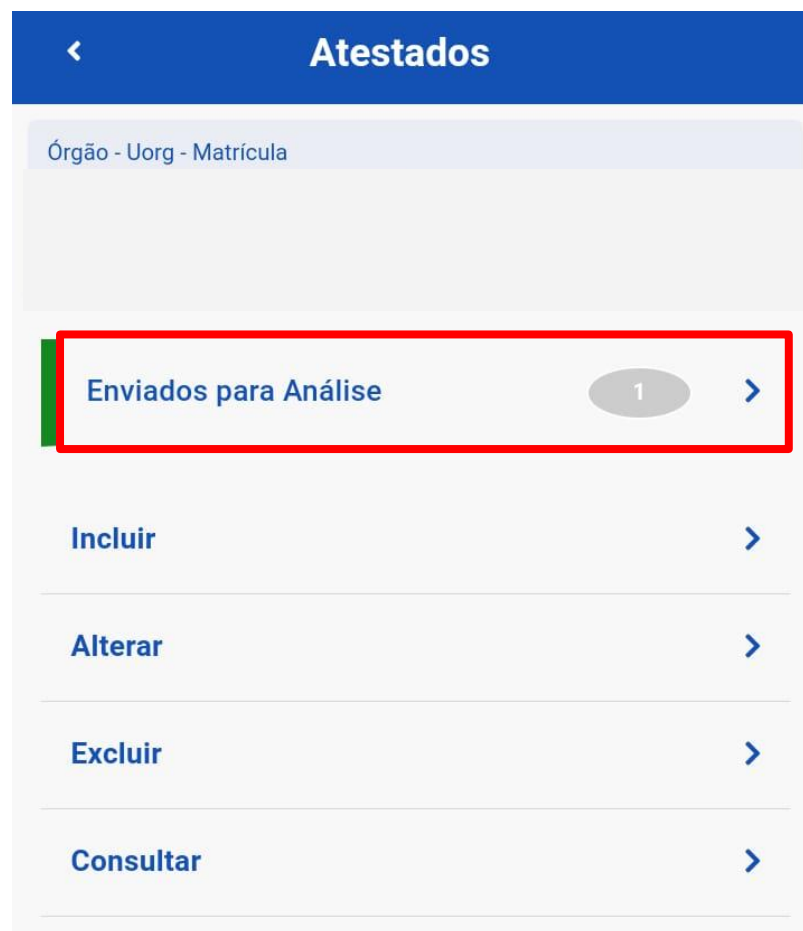 Atestados
Órgão - Uorg - Matrícula
Enviados para Análise 1
Incluir
Alterar
Excluir
Consultar